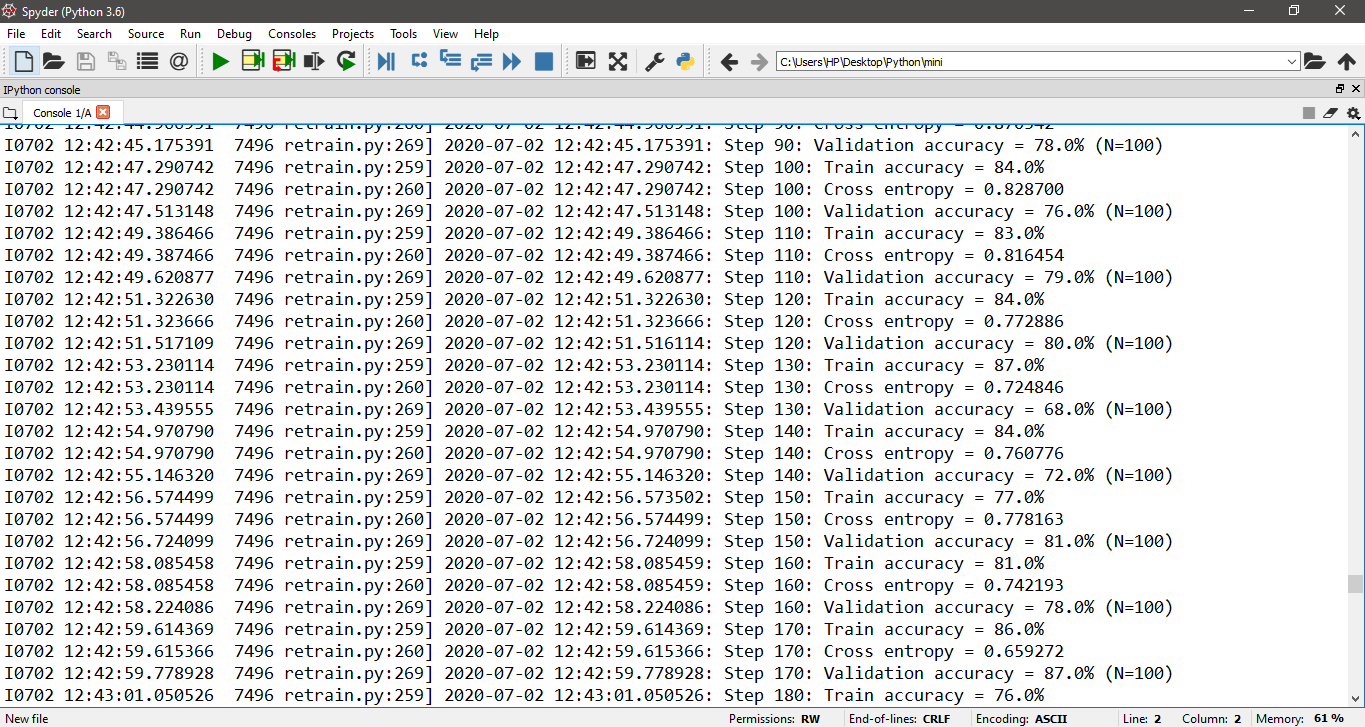 Spyder (Python 3.6)
File Edit Search Source Run Debug Consoles Projects Tools View Help
C:\Users\HP\Desktop\Python\mini
IPython console
Console 1/A
I0702 12:42:44.966951  7496 retrain.py:260] 2020-07-02 12:42:44.966951: Step 90: Cross entropy = 0.870542
I0702 12:42:45.175391  7496 retrain.py:269] 2020-07-02 12:42:45.175391: Step 90: Validation accuracy = 78.0% (N=100)
I0702 12:42:47.290742  7496 retrain.py:259] 2020-07-02 12:42:47.290742: Step 100: Train accuracy = 84.0%
I0702 12:42:47.290742  7496 retrain.py:260] 2020-07-02 12:42:47.290742: Step 100: Cross entropy = 0.828700
I0702 12:42:47.513148  7496 retrain.py:269] 2020-07-02 12:42:47.513148: Step 100: Validation accuracy = 76.0% (N=100)
I0702 12:42:49.386466  7496 retrain.py:259] 2020-07-02 12:42:49.386466: Step 110: Train accuracy = 83.0%
I0702 12:42:49.387466  7496 retrain.py:260] 2020-07-02 12:42:49.387466: Step 110: Cross entropy = 0.816454
I0702 12:42:49.620877  7496 retrain.py:269] 2020-07-02 12:42:49.620877: Step 110: Validation accuracy = 79.0% (N=100)
I0702 12:42:51.322630  7496 retrain.py:259] 2020-07-02 12:42:51.322630: Step 120: Train accuracy = 84.0%
I0702 12:42:51.323666  7496 retrain.py:260] 2020-07-02 12:42:51.323666: Step 120: Cross entropy = 0.772886
I0702 12:42:51.517109  7496 retrain.py:269] 2020-07-02 12:42:51.516114: Step 120: Validation accuracy = 80.0% (N=100)
I0702 12:42:53.230114  7496 retrain.py:259] 2020-07-02 12:42:53.230114: Step 130: Train accuracy = 87.0%
I0702 12:42:53.230114  7496 retrain.py:260] 2020-07-02 12:42:53.230114: Step 130: Cross entropy = 0.724846
I0702 12:42:53.439555  7496 retrain.py:269] 2020-07-02 12:42:53.439555: Step 130: Validation accuracy = 68.0% (N=100)
I0702 12:42:54.970790  7496 retrain.py:259] 2020-07-02 12:42:54.970790: Step 140: Train accuracy = 84.0%
I0702 12:42:54.970790  7496 retrain.py:260] 2020-07-02 12:42:54.970790: Step 140: Cross entropy = 0.760776
I0702 12:42:55.146320  7496 retrain.py:269] 2020-07-02 12:42:55.146320: Step 140: Validation accuracy = 72.0% (N=100)
I0702 12:42:56.574499  7496 retrain.py:259] 2020-07-02 12:42:56.573502: Step 150: Train accuracy = 77.0%
I0702 12:42:56.574499  7496 retrain.py:260] 2020-07-02 12:42:56.574499: Step 150: Cross entropy = 0.778163
I0702 12:42:56.724099  7496 retrain.py:269] 2020-07-02 12:42:56.724099: Step 150: Validation accuracy = 81.0% (N=100)
I0702 12:42:58.085458  7496 retrain.py:259] 2020-07-02 12:42:58.085459: Step 160: Train accuracy = 81.0%
I0702 12:42:58.085458  7496 retrain.py:260] 2020-07-02 12:42:58.085459: Step 160: Cross entropy = 0.742193
I0702 12:42:58.224086  7496 retrain.py:269] 2020-07-02 12:42:58.224086: Step 160: Validation accuracy = 78.0% (N=100)
I0702 12:42:59.614369  7496 retrain.py:259] 2020-07-02 12:42:59.614369: Step 170: Train accuracy = 86.0%
I0702 12:42:59.615366  7496 retrain.py:260] 2020-07-02 12:42:59.615366: Step 170: Cross entropy = 0.659272
I0702 12:42:59.778928  7496 retrain.py:269] 2020-07-02 12:42:59.778928: Step 170: Validation accuracy = 87.0% (N=100)
I0702 12:43:01.050526  7496 retrain.py:259] 2020-07-02 12:43:01.050526: Step 180: Train accuracy = 76.0%
New file Permissions: RW End-of-lines: CRLF Encoding: ASCII Line: 2 Column: 2 Memory: 61 %